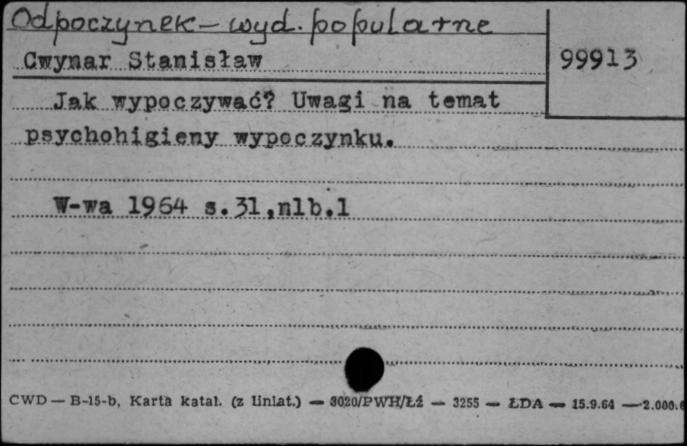 Odpoczynek – wyd. popularne
Cwynar Stanisław
99913
Jak wypoczywać? Uwagi na temat
psychohigieny wypoczynku.
W-wa 1964 s.31,nlb.1
CWD — B-15-b, Karta katal. (z liniat.) — 3020/PWH/Łź — 3255 — ŁDA — 15.9.64 — 2.000.